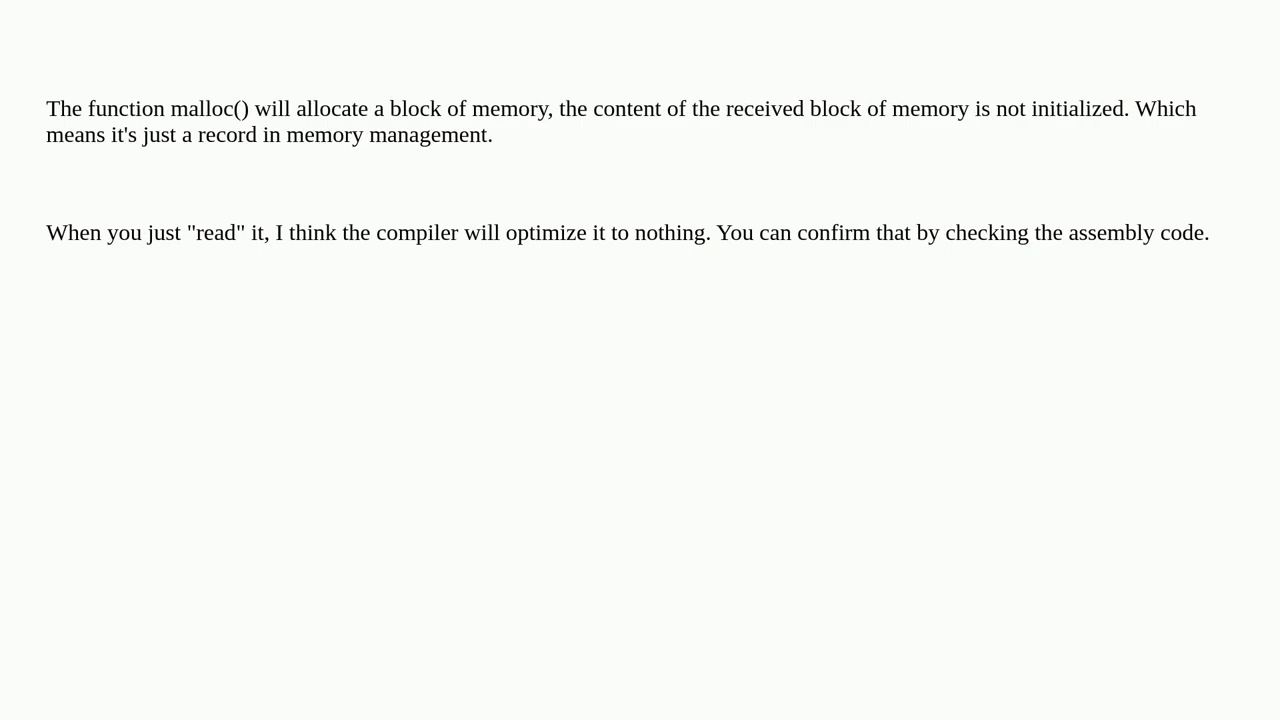 The function malloc() will allocate a block of memory, the content of the received block of memory is not initialized. Which
means it's just a record in memory management.
When you just "read" it, I think the compiler will optimize it to nothing. You can confirm that by checking the assembly code.